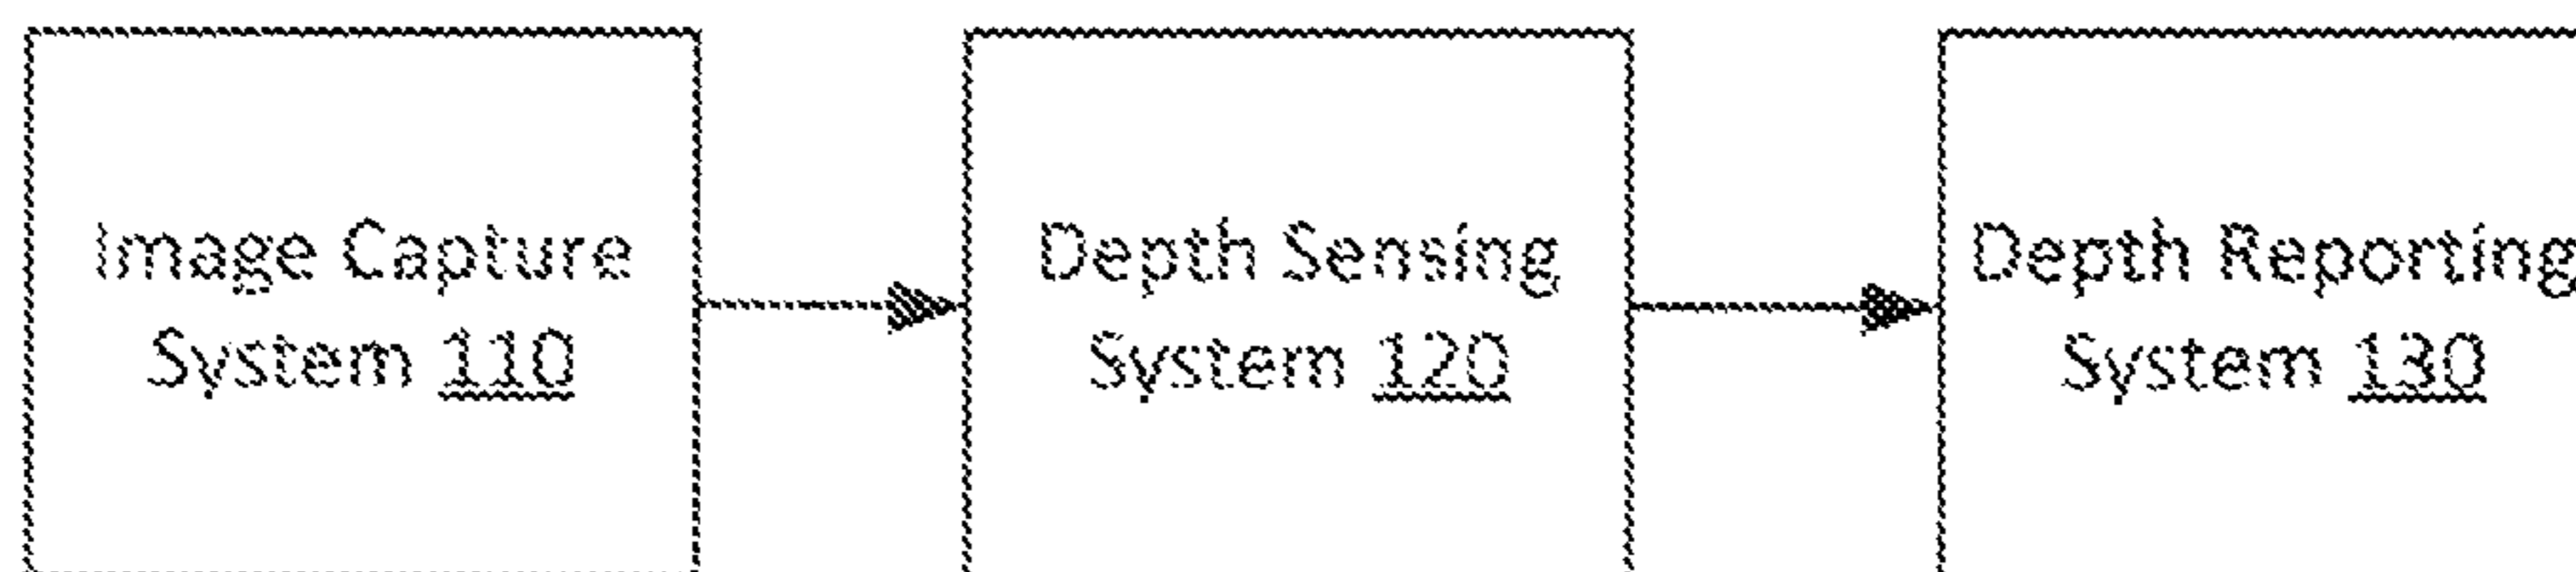 Image Capture
System 110
Depth Sensing
System 120
Depth Reporting
System 130